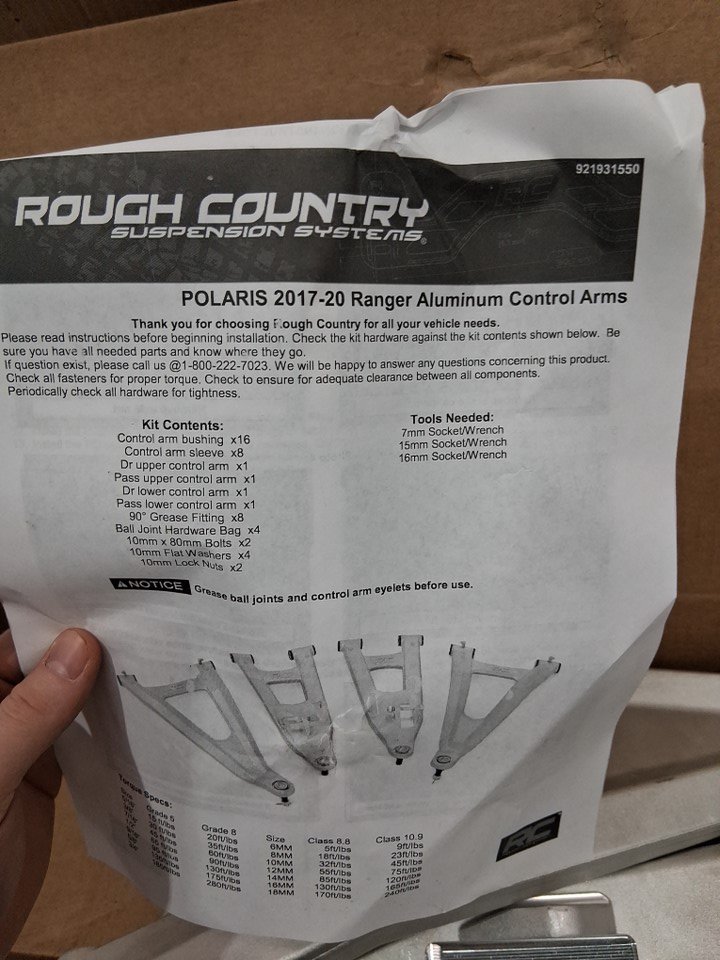 921931550
ROUGH COUNTRY
SUSPENSION SYSTEMS®
POLARIS 2017-20 Ranger Aluminum Control Arms
Thank you for choosing Rough Country for all your vehicle needs.
Please read instructions before beginning installation. Check the kit hardware against the kit contents shown below. Be
sure you have all needed parts and know where they go.
If question exist, please call us @1-800-222-7023. We will be happy to answer any questions concerning this product.
Check all fasteners for proper torque. Check to ensure for adequate clearance between all components.
Periodically check all hardware for tightness.
Kit Contents:
Control arm bushing x16
Control arm sleeve x8
Dr upper control arm x1
Pass upper control arm x1
Dr lower control arm x1
Pass lower control arm x1
90° Grease Fitting x8
Ball Joint Hardware Bag x4
10mm x 80mm Bolts x2
10mm Flat Washers x4
10mm Lock Nuts x2
Tools Needed:
7mm Socket/Wrench
15mm Socket/Wrench
16mm Socket/Wrench
NOTICE Grease ball joints and control arm eyelets before use.
Torque Specs:
Size Grade 5 Grade 8 Size Class 8.8 Class 10.9
15ft/lbs 20ft/lbs 6MM 5ft/lbs 9ft/lbs
35ft/lbs 8MM 18ft/lbs 23ft/lbs
60ft/lbs 10MM 32ft/lbs 45ft/lbs
90ft/lbs 12MM 55ft/lbs 75ft/lbs
130ft/lbs 14MM 85ft/lbs 120ft/lbs
175ft/lbs 16MM 130ft/lbs 165ft/lbs
280ft/lbs 18MM 170ft/lbs 240ft/lbs
RC